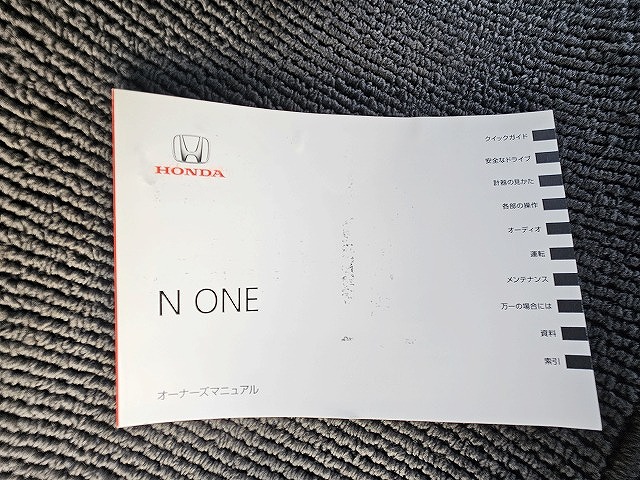 HONDA
N ONE
オーナーズマニュアル
クイックガイド
安全なドライブ
計器の見かた
各部の操作
オーディオ
運転
メンテナンス
万一の場合には
資料
索引